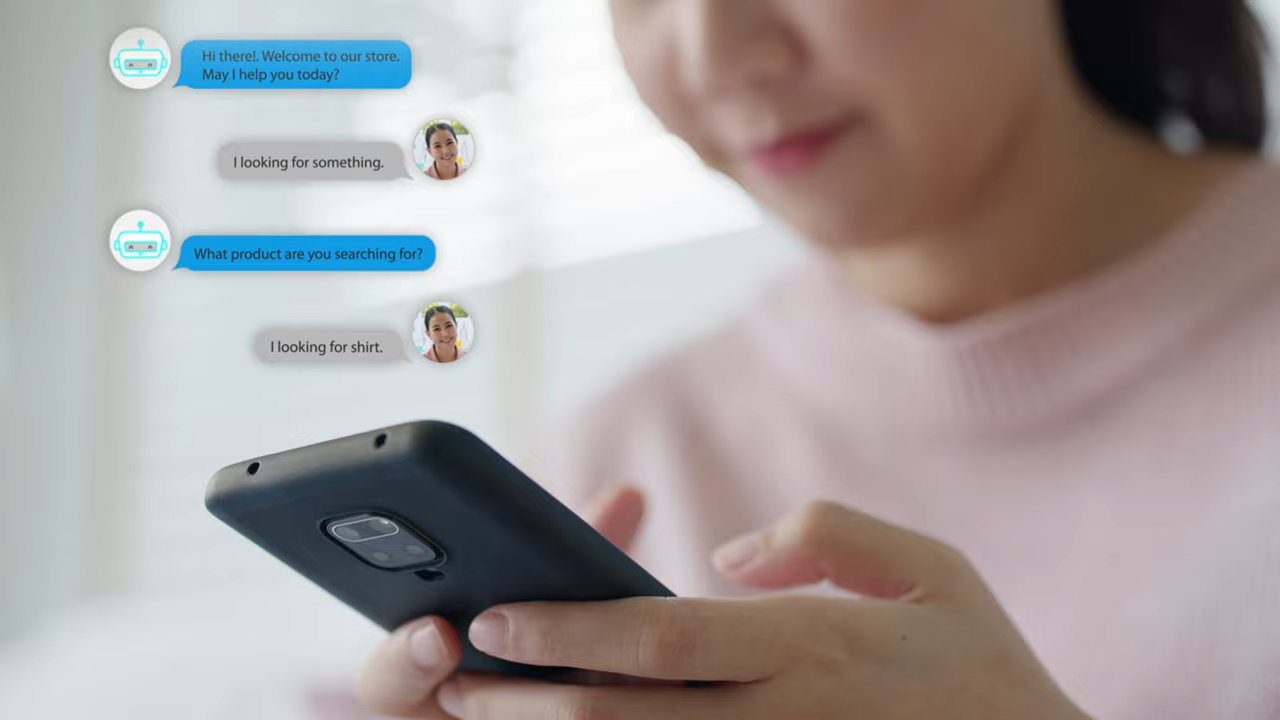 Hi there!. Welcome to our store.
May I help you today?
I looking for something.
What product are you searching for?
I looking for shirt.